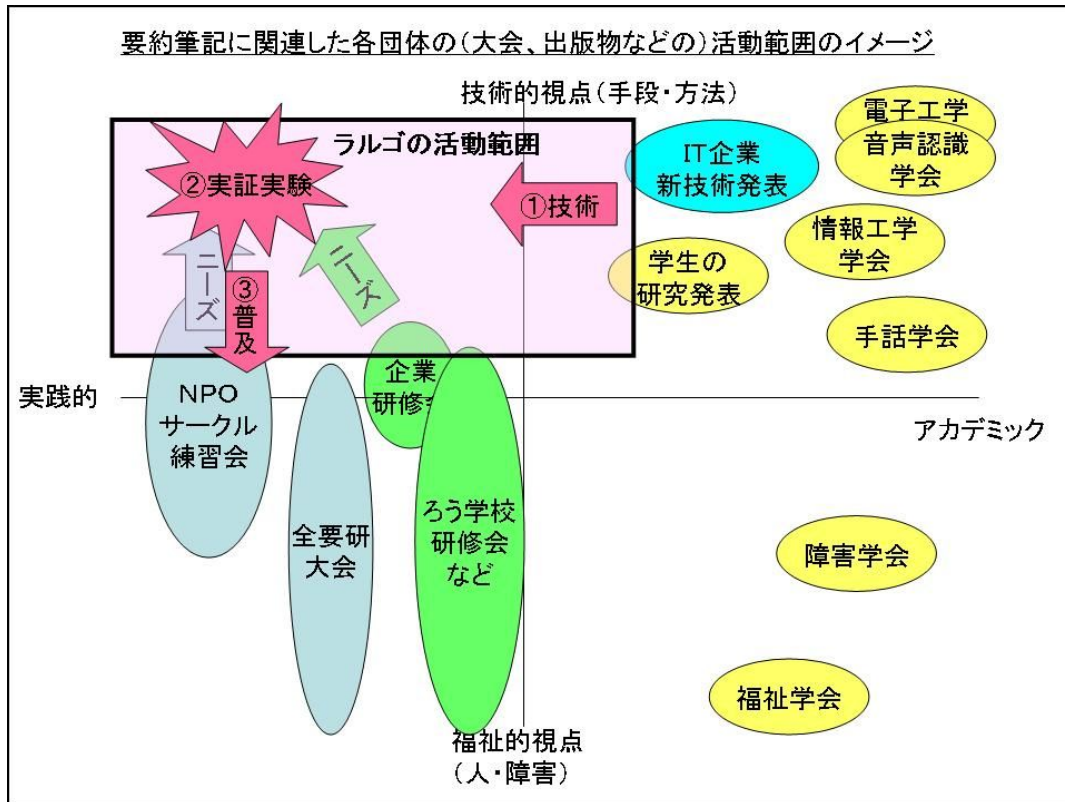 要約筆記に関連した各団体の(大会、出版物などの)活動範囲のイメージ
技術的視点(手段・方法)
ラルゴの活動範囲
②実証実験
①技術
ニーズ
ニーズ
③普及
IT企業
新技術発表
電子工学
音声認識
学会
情報工学
学会
学生の
研究発表
手話学会
実践的
アカデミック
NPO
サークル
練習会
企業
研修会
全要研
大会
ろう学校
研修会
など
障害学会
福祉学会
福祉的視点
(人・障害)